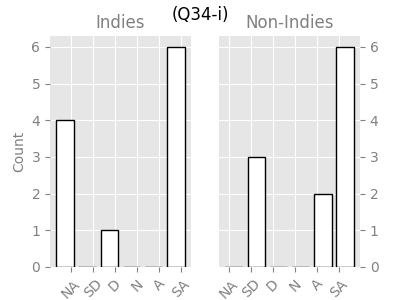 (Q34-i)
Indies
Non-Indies
Count
6
5
4
3
2
1
0
NA
SD
D
N
A
SA
6
5
4
3
2
1
0
NA
SD
D
N
A
SA